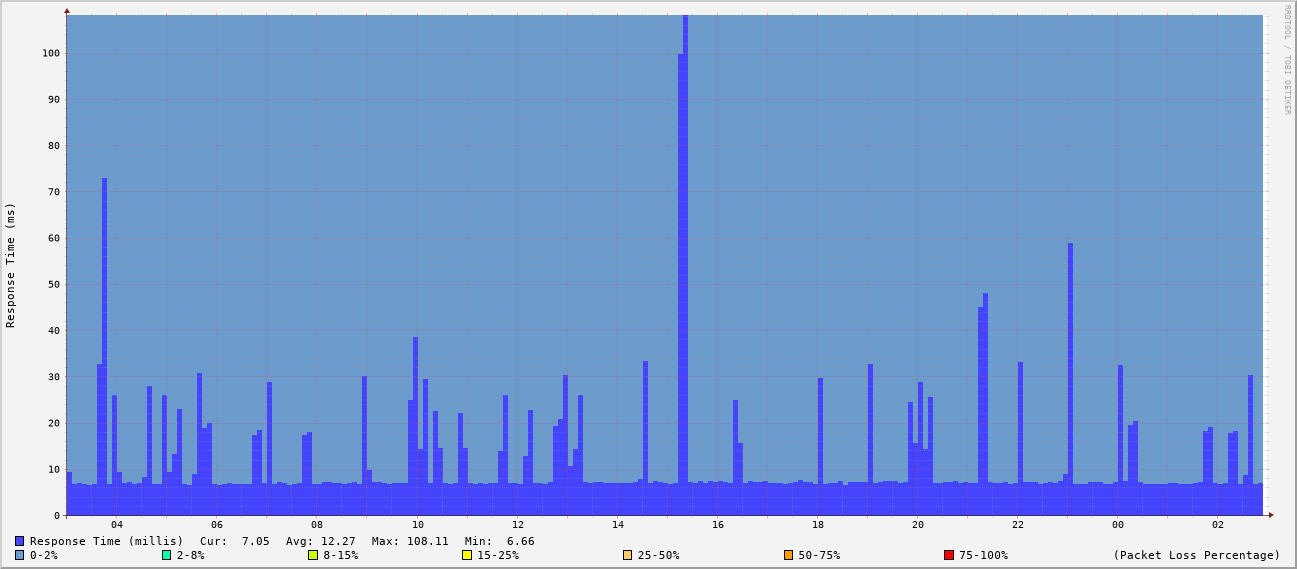 RRDTOOL / TOBI OETIKER
Response Time (ms)
100
90
80
70
60
50
40
30
20
10
0
04 06 08 10 12 14 16 18 20 22 00 02
Response Time (millis) Cur: 7.05 Avg: 12.27 Max: 108.11 Min: 6.66
0-2% 2-8% 8-15% 15-25% 25-50% 50-75% 75-100% (Packet Loss Percentage)